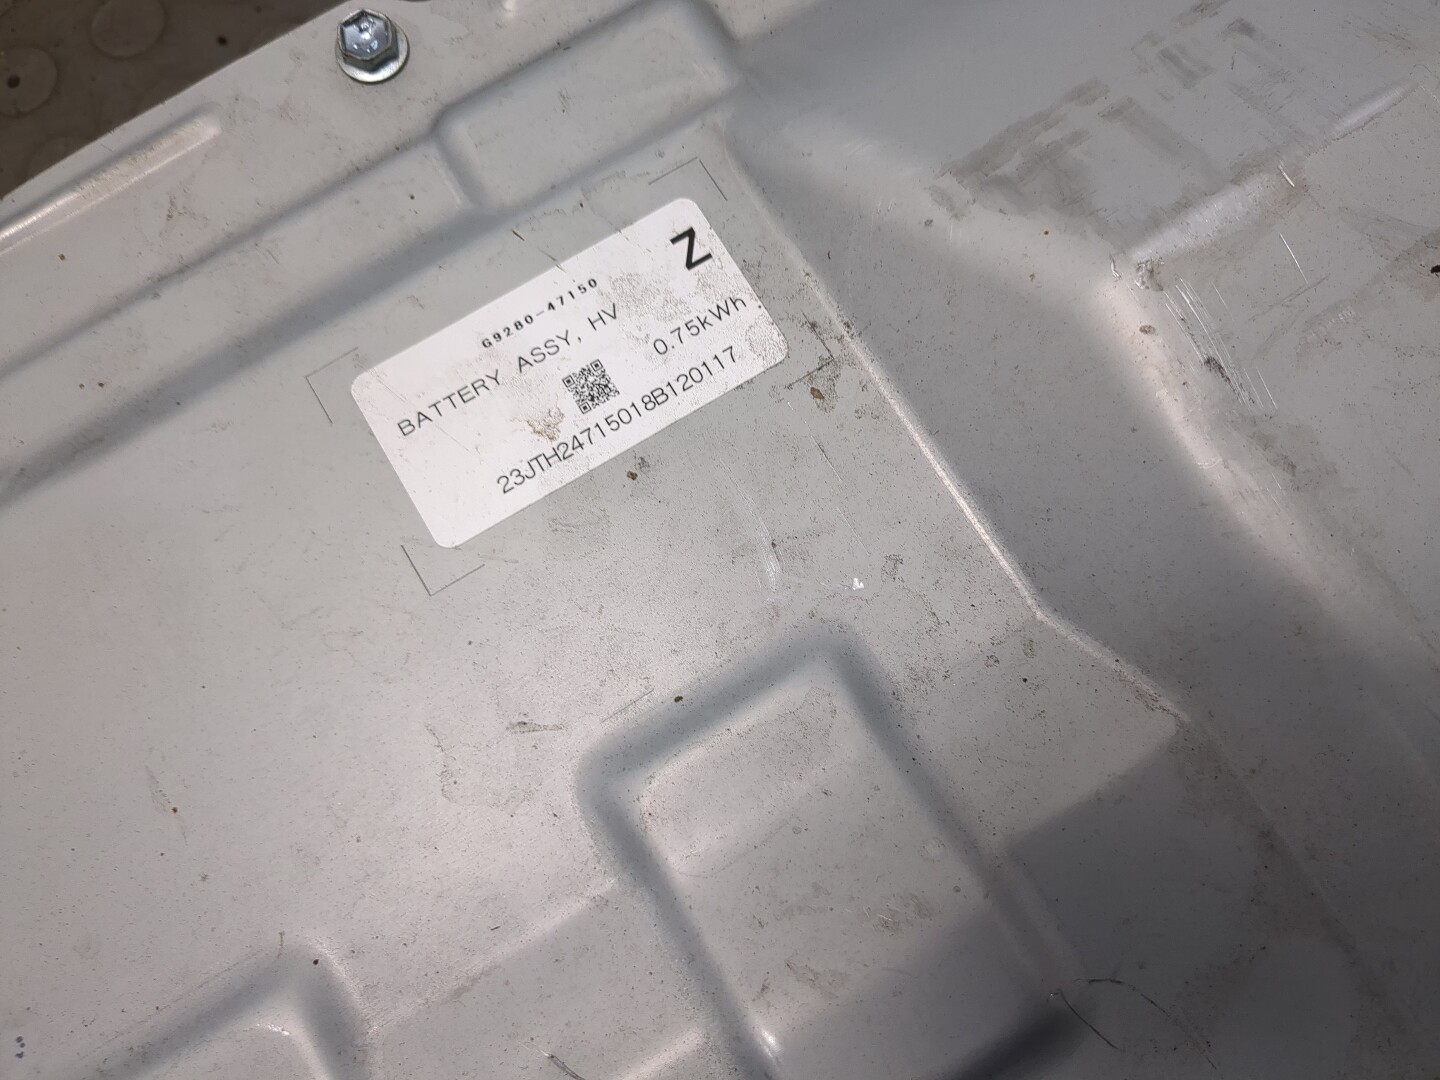 Z
G9280-47150
BATTERY ASSY, HV
0.75kWh
23JTH24715018B120117